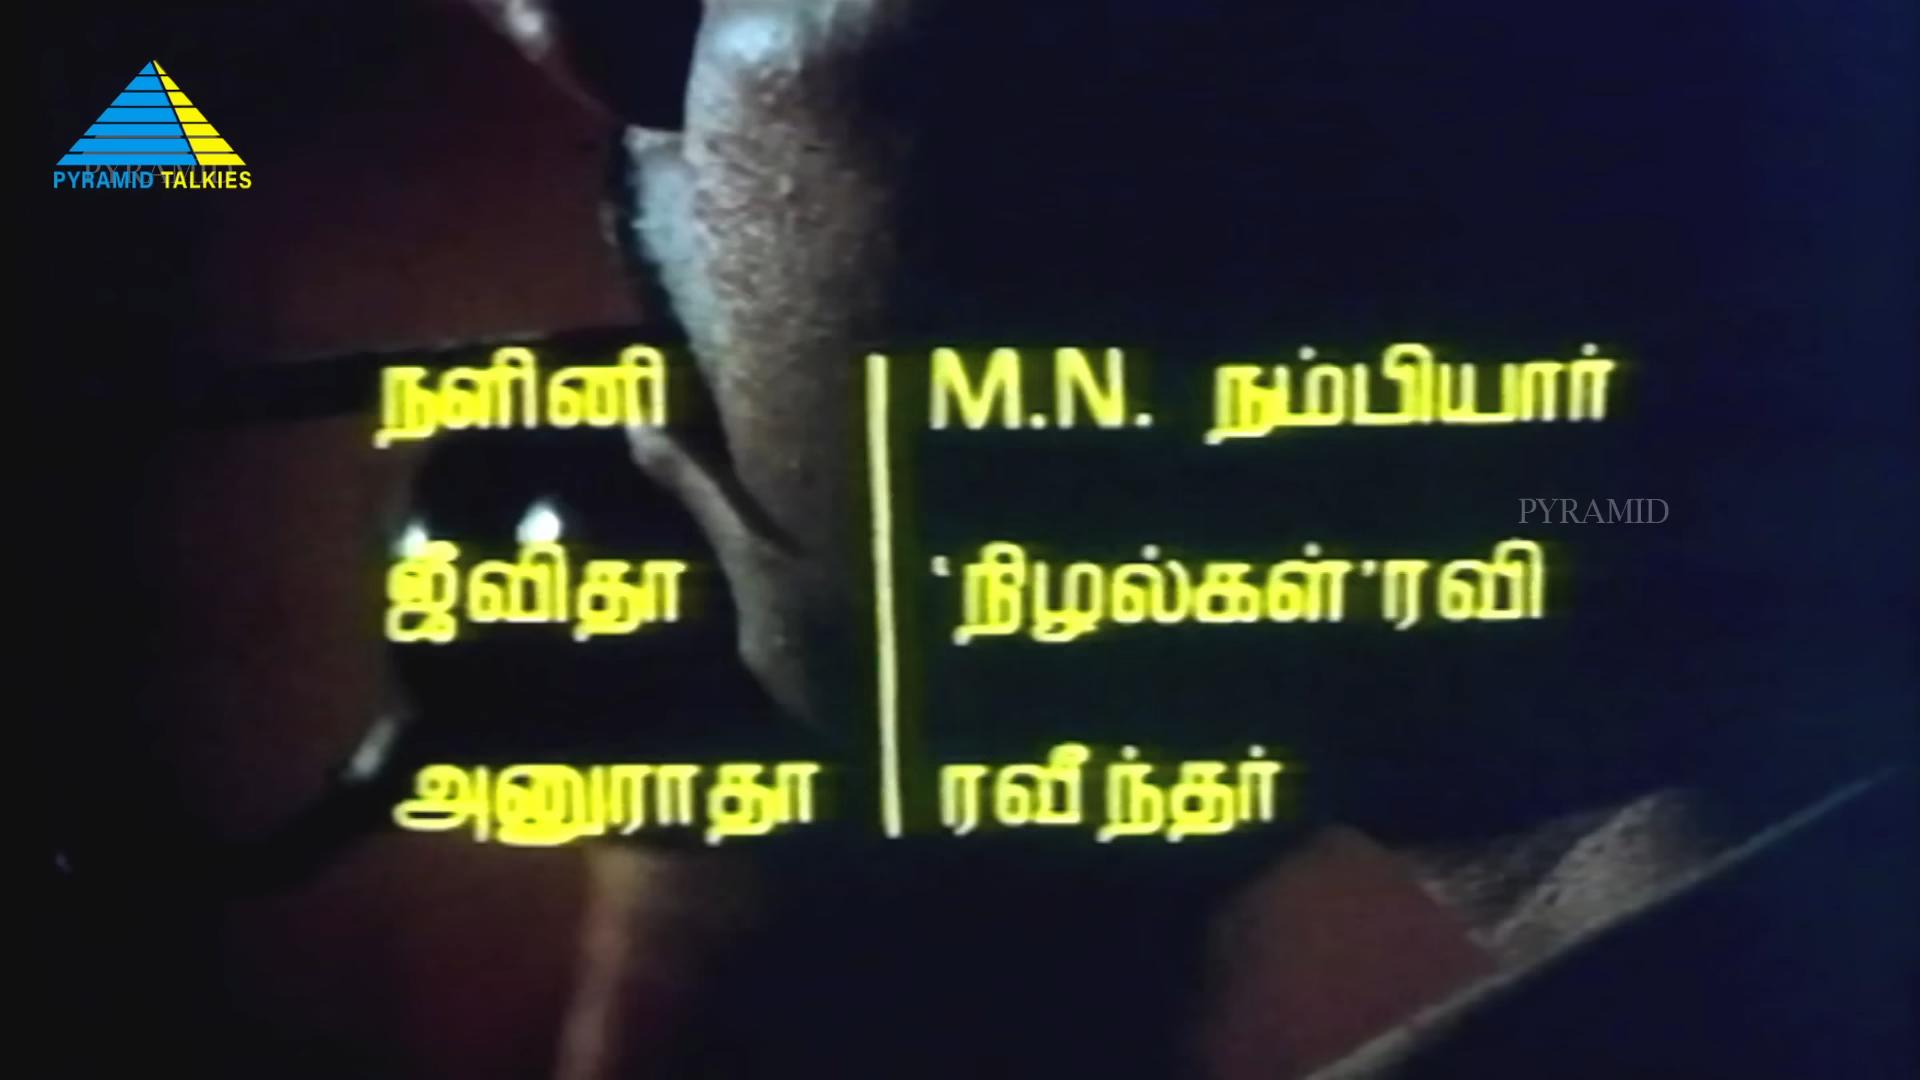 PYRAMID TALKIES
நளினி
ஜீவிதா
அனுராதா
M.N. நம்பியார்
'நிழல்கள்' ரவி
ரவீந்தர்
PYRAMID